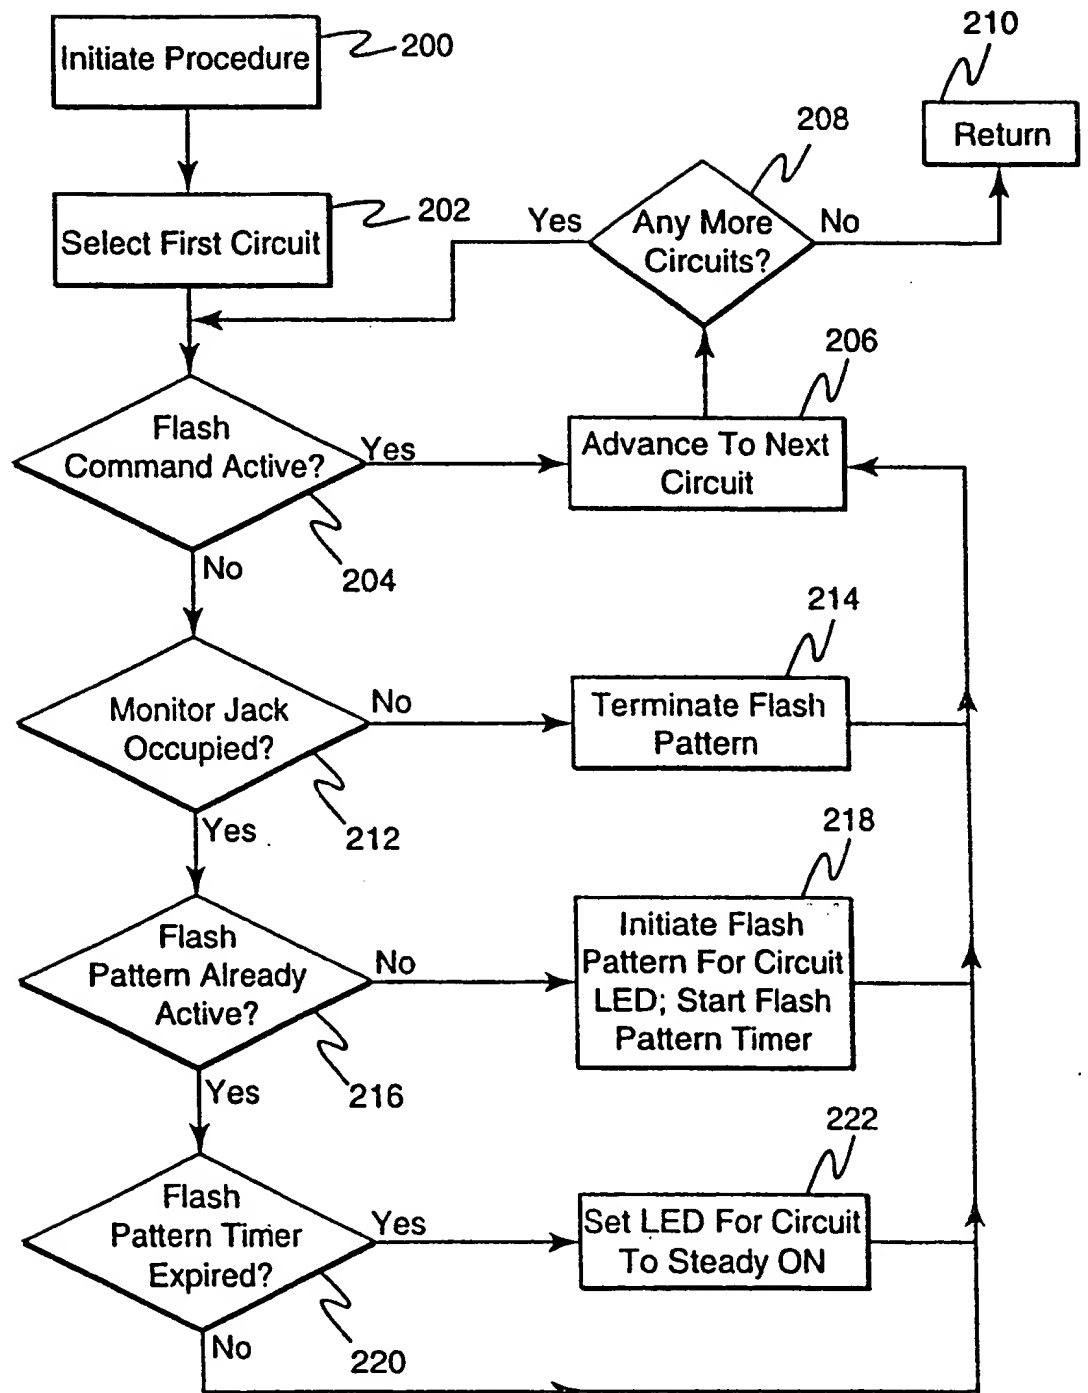 Initiate Procedure
200
210
Return
208
Any More
Circuits?
Yes
No
Select First Circuit
202
206
Advance To Next
Circuit
Flash
Command Active?
Yes
204
No
214
Terminate Flash
Pattern
Monitor Jack
Occupied?
No
212
Yes
218
Initiate Flash
Pattern For Circuit
LED; Start Flash
Pattern Timer
Flash
Pattern Already
Active?
No
216
Yes
222
Set LED For Circuit
To Steady ON
Flash
Pattern Timer
Expired?
Yes
220
No